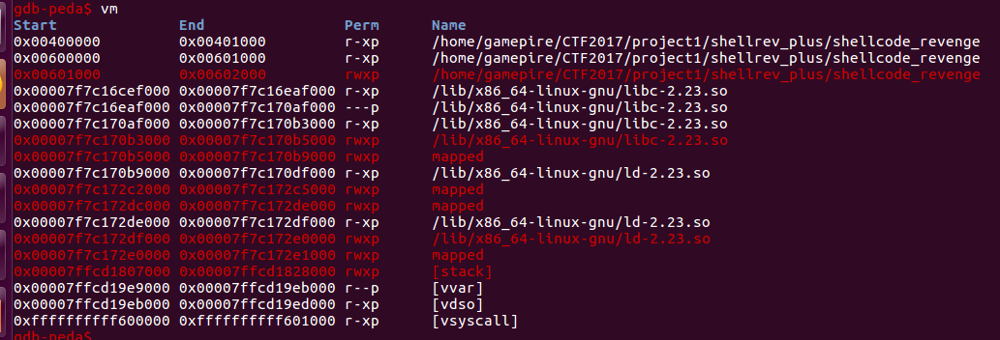 gdb-peda$ vm
Start End Perm Name
0x00400000 0x00401000 r-xp /home/gamepire/CTF2017/project1/shellrev_plus/shellcode_revenge
0x00600000 0x00601000 r-xp /home/gamepire/CTF2017/project1/shellrev_plus/shellcode_revenge
0x00601000 0x00602000 rwxp /home/gamepire/CTF2017/project1/shellrev_plus/shellcode_revenge
0x00007f7c16cef000 0x00007f7c16eaf000 r-xp /lib/x86_64-linux-gnu/libc-2.23.so
0x00007f7c16eaf000 0x00007f7c170af000 ---p /lib/x86_64-linux-gnu/libc-2.23.so
0x00007f7c170af000 0x00007f7c170b3000 r-xp /lib/x86_64-linux-gnu/libc-2.23.so
0x00007f7c170b3000 0x00007f7c170b5000 rwxp /lib/x86_64-linux-gnu/libc-2.23.so
0x00007f7c170b5000 0x00007f7c170b9000 rwxp mapped
0x00007f7c170b9000 0x00007f7c170df000 r-xp /lib/x86_64-linux-gnu/ld-2.23.so
0x00007f7c172c2000 0x00007f7c172c5000 rwxp mapped
0x00007f7c172dc000 0x00007f7c172de000 rwxp mapped
0x00007f7c172de000 0x00007f7c172df000 r-xp /lib/x86_64-linux-gnu/ld-2.23.so
0x00007f7c172df000 0x00007f7c172e0000 rwxp /lib/x86_64-linux-gnu/ld-2.23.so
0x00007f7c172e0000 0x00007f7c172e1000 rwxp mapped
0x00007ffcd1807000 0x00007ffcd1828000 rwxp [stack]
0x00007ffcd19e9000 0x00007ffcd19eb000 r--p [vvar]
0x00007ffcd19eb000 0x00007ffcd19ed000 r-xp [vdso]
0xffffffffff600000 0xffffffffff601000 r-xp [vsyscall]
gdb-peda$